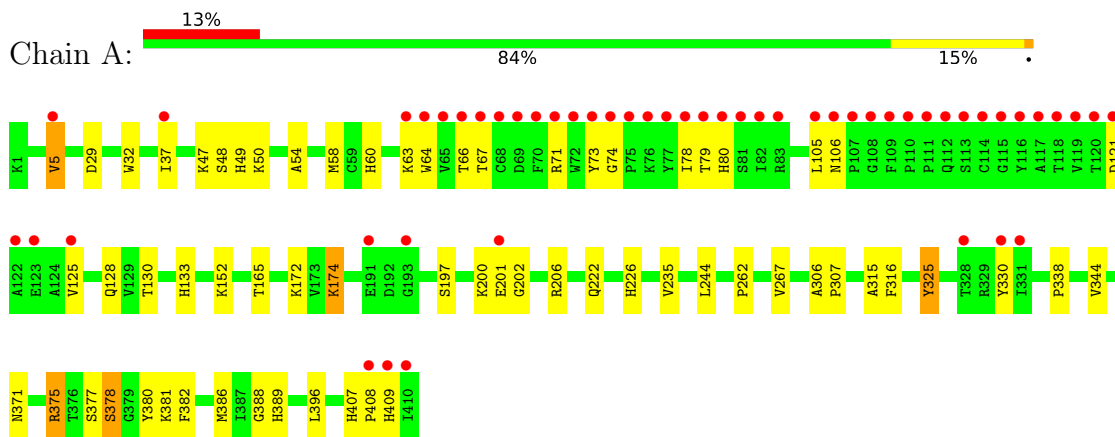 13%
Chain A:
84% 15% •
K1 V5 D29 W32 I37 K47 S48 H49 K50 A54 M58 C59 H60 K63 W64 V65 T66 T67 C68 D69 F70 R71 W72 Y73 G74 P75 K76 Y77 I78 T79 H80 S81 I82 R83 L105 N106 P107 G108 F109 P110 P111 Q112 S113 C114 G115 Y116 A117 T118 V119 T120 D121
A122 E123 A124 V125 Q128 V129 T130 H133 K152 T165 K172 V173 K174 E191 D192 G193 S197 K200 E201 G202 R206 Q222 H226 V235 L244 P262 V267 A306 P307 A315 F316 Y325 T328 R329 Y330 I331 P338 V344
N371 R375 T376 S377 S378 G379 Y380 K381 F382 M386 I387 G388 H389 L396 H407 P408 H409 I410